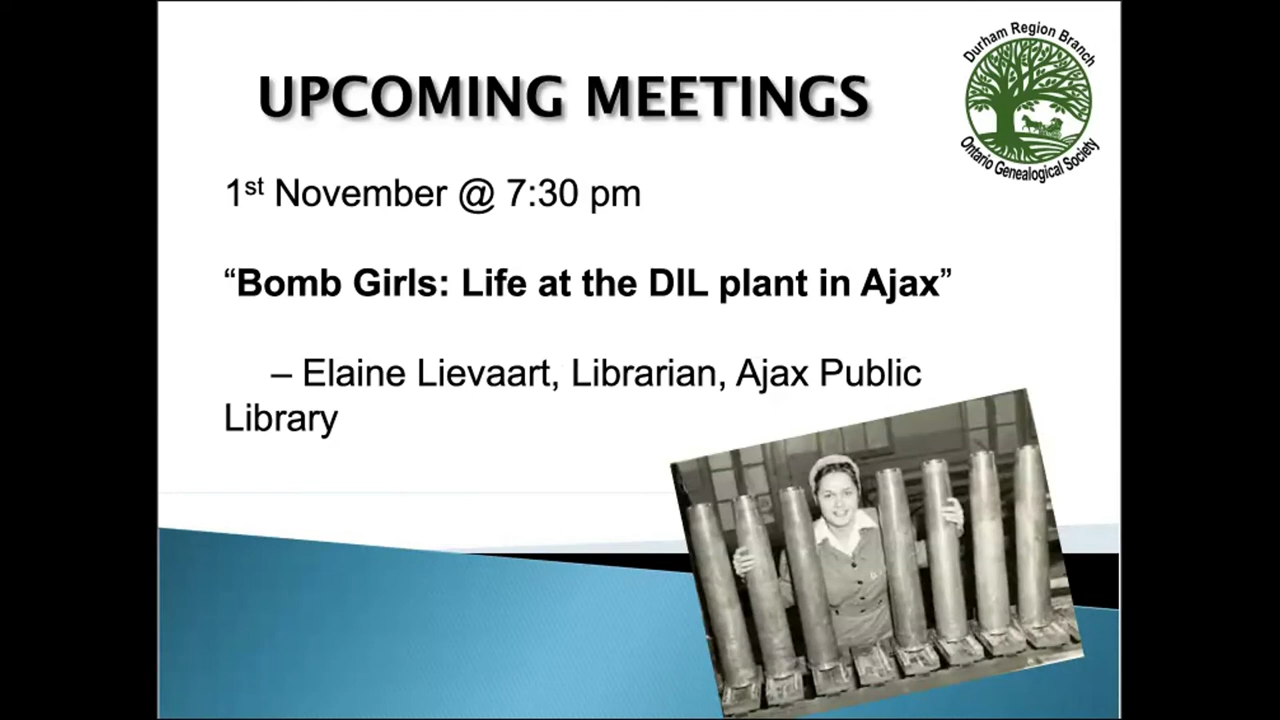 Durham Region Branch
UPCOMING MEETINGS
Ontario Genealogical Society
1st November @ 7:30 pm
“Bomb Girls: Life at the DIL plant in Ajax”
– Elaine Lievaart, Librarian, Ajax Public
Library